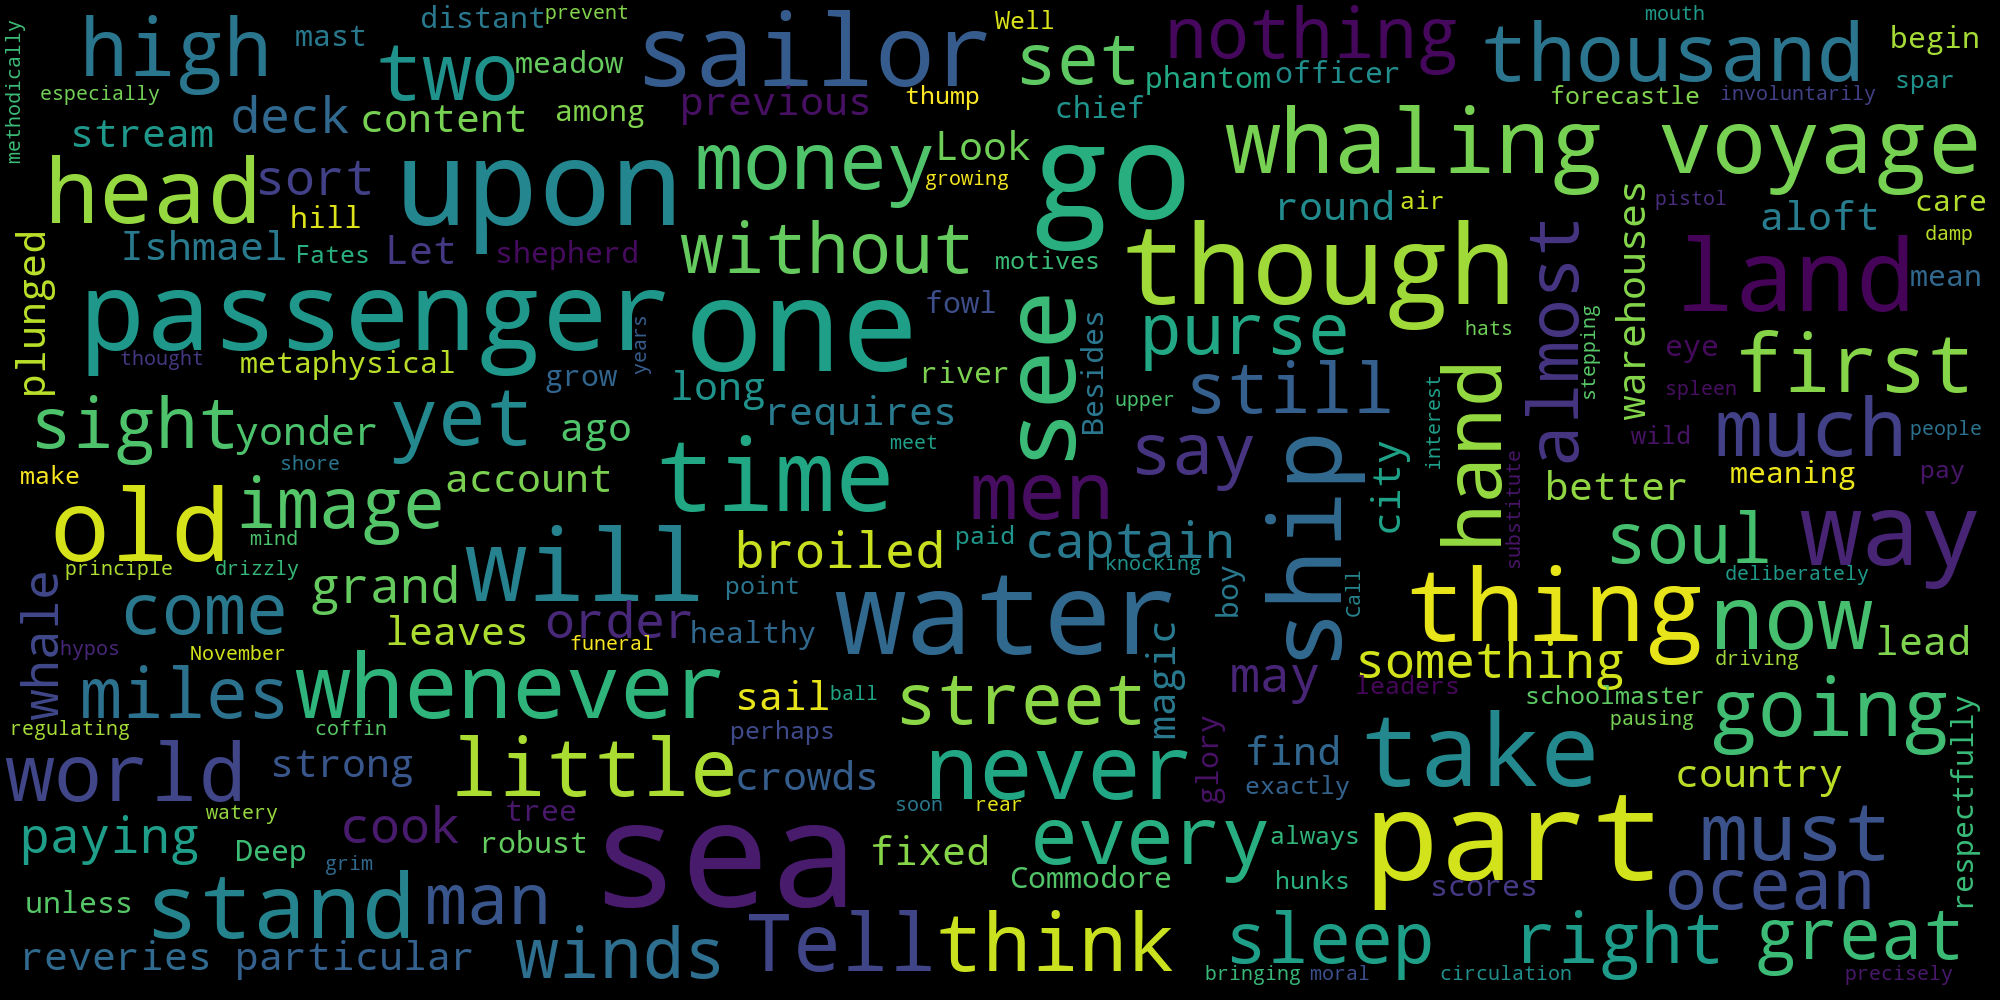 methodically
high
mast
distant
prevent
two
meadow
sailor
Well
set
nothing
mouth
thousand
begin
especially
deck
content
among
previous
thump
chief
phantom
officer
forecastle
involuntarily
spar
stream
head
sort
upon
money
Look
growing
go
whaling
voyage
hill
Ishmael
Fates
Let
shepherd
without
motives
round
air
though
almost
warehouses
pistol
aloft
care
damp
plunged
passenger
years
one
fowl
see
Besides
purse
hats
stepping
land
mean
thought
metaphysical
grow
long
river
upper
still
interest
hand
eye
spleen
first
sight
yonder
yet
ago
requires
meet
time
say
city
wild
much
people
make
shore
account
men
substitute
better
meaning
pay
old
image
mind
principle
drizzly
will
broiled
paid
captain
knocking
ship
Call
boy
soul
way
deliberately
whale
come
grand
leaves
order
point
healthy
water
thing
now
lead
hypos
November
funeral
miles
whenever
sail
ball
street
magic
may
something
leaders
driving
schoolmaster
pausing
going
regulating
coffin
perhaps
glory
respectfully
world
strong
little
crowds
never
find
exactly
take
country
watery
paying
Deep
grim
cook
tree
robust
sea
soon
rear
fixed
every
always
part
must
unless
stand
man
Commodore
hunks
scores
ocean
reveries
particular
winds
Tell
think
sleep
right
great
bringing
moral
circulation
precisely